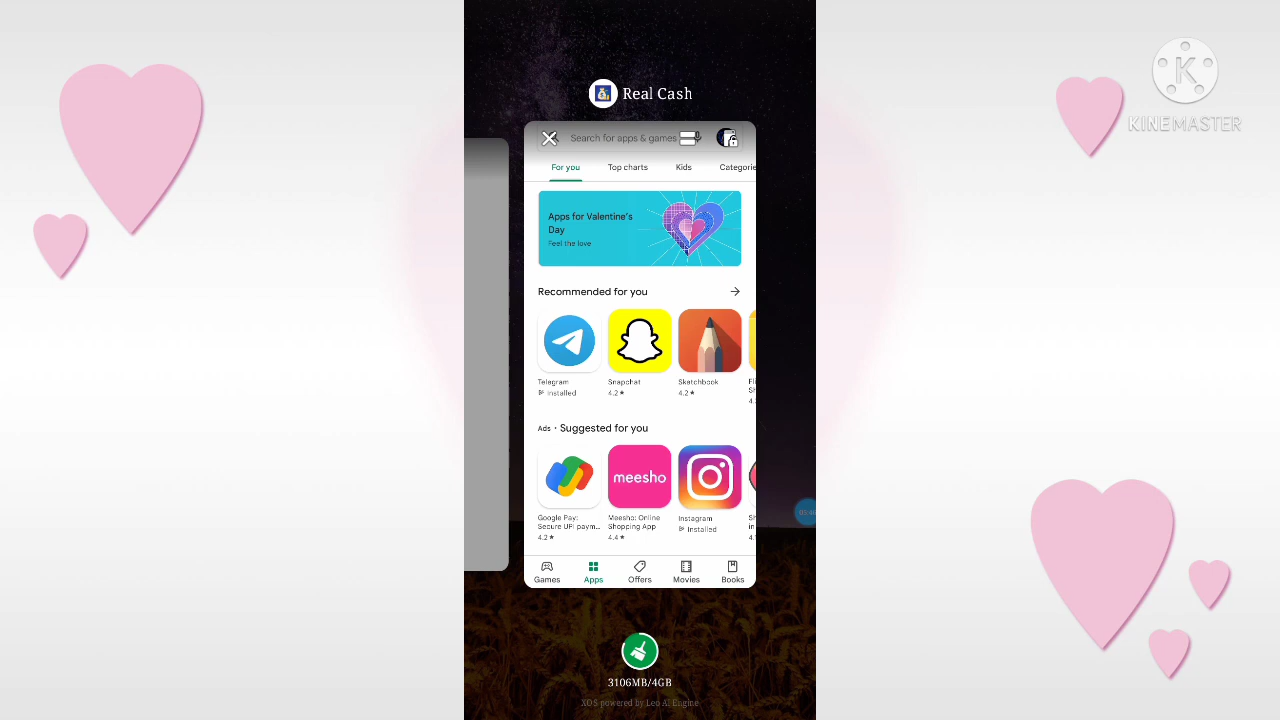 KINEMASTER
Real Cash
Search for apps & games
For you Top charts Kids Categorie
Apps for Valentine's
Day
Feel the love
Recommended for you
Telegram Snapchat Sketchbook
Installed 4.2★ 4.2★
Ads · Suggested for you
meesho
Google Pay: Meesho: Online Instagram
Secure UPI paym... Shopping App Installed
4.2★ 4.4★
Games Apps Offers Movies Books
3106MB/4GB
XOS powered by Leo AI Engine